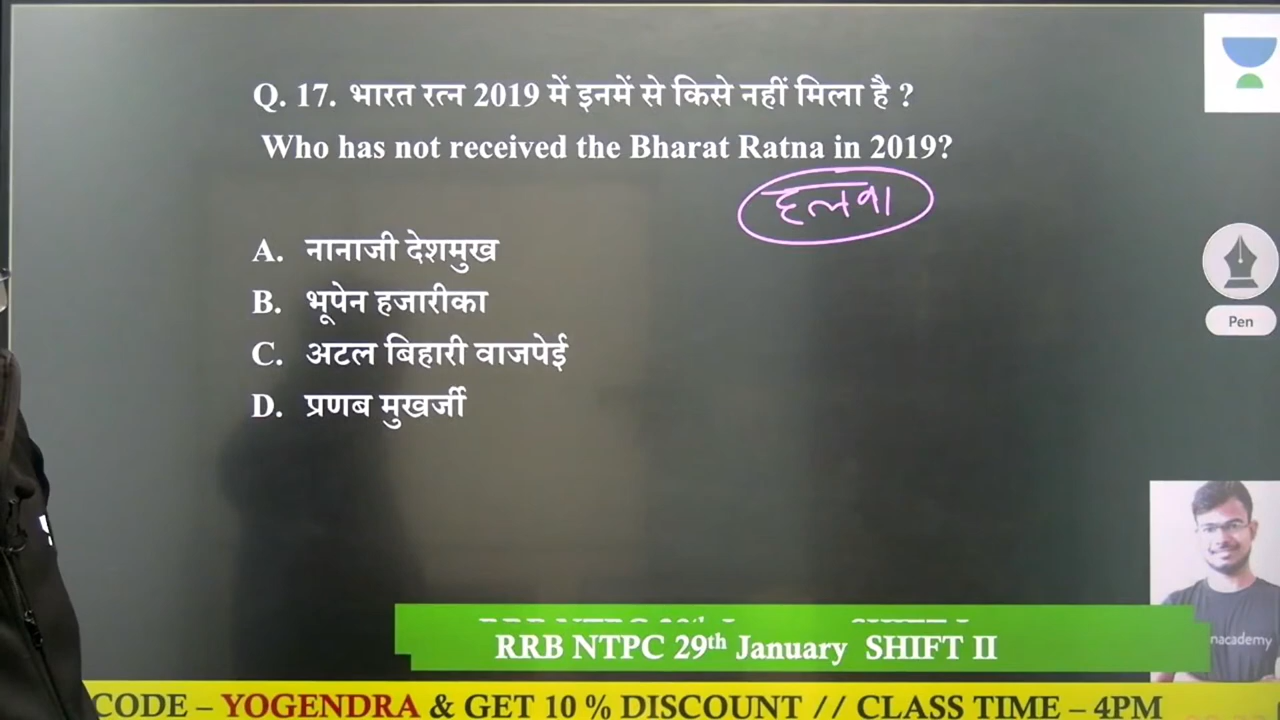 Q. 17. भारत रत्न 2019 में इनमें से किसे नहीं मिला है ?
Who has not received the Bharat Ratna in 2019?
हलवा
A. नानाजी देशमुख
B. भूपेन हजारीका
C. अटल बिहारी वाजपेई
D. प्रणब मुखर्जी
Pen
nacademy
RRB NTPC 29th January SHIFT II
CODE – YOGENDRA & GET 10 % DISCOUNT // CLASS TIME – 4PM